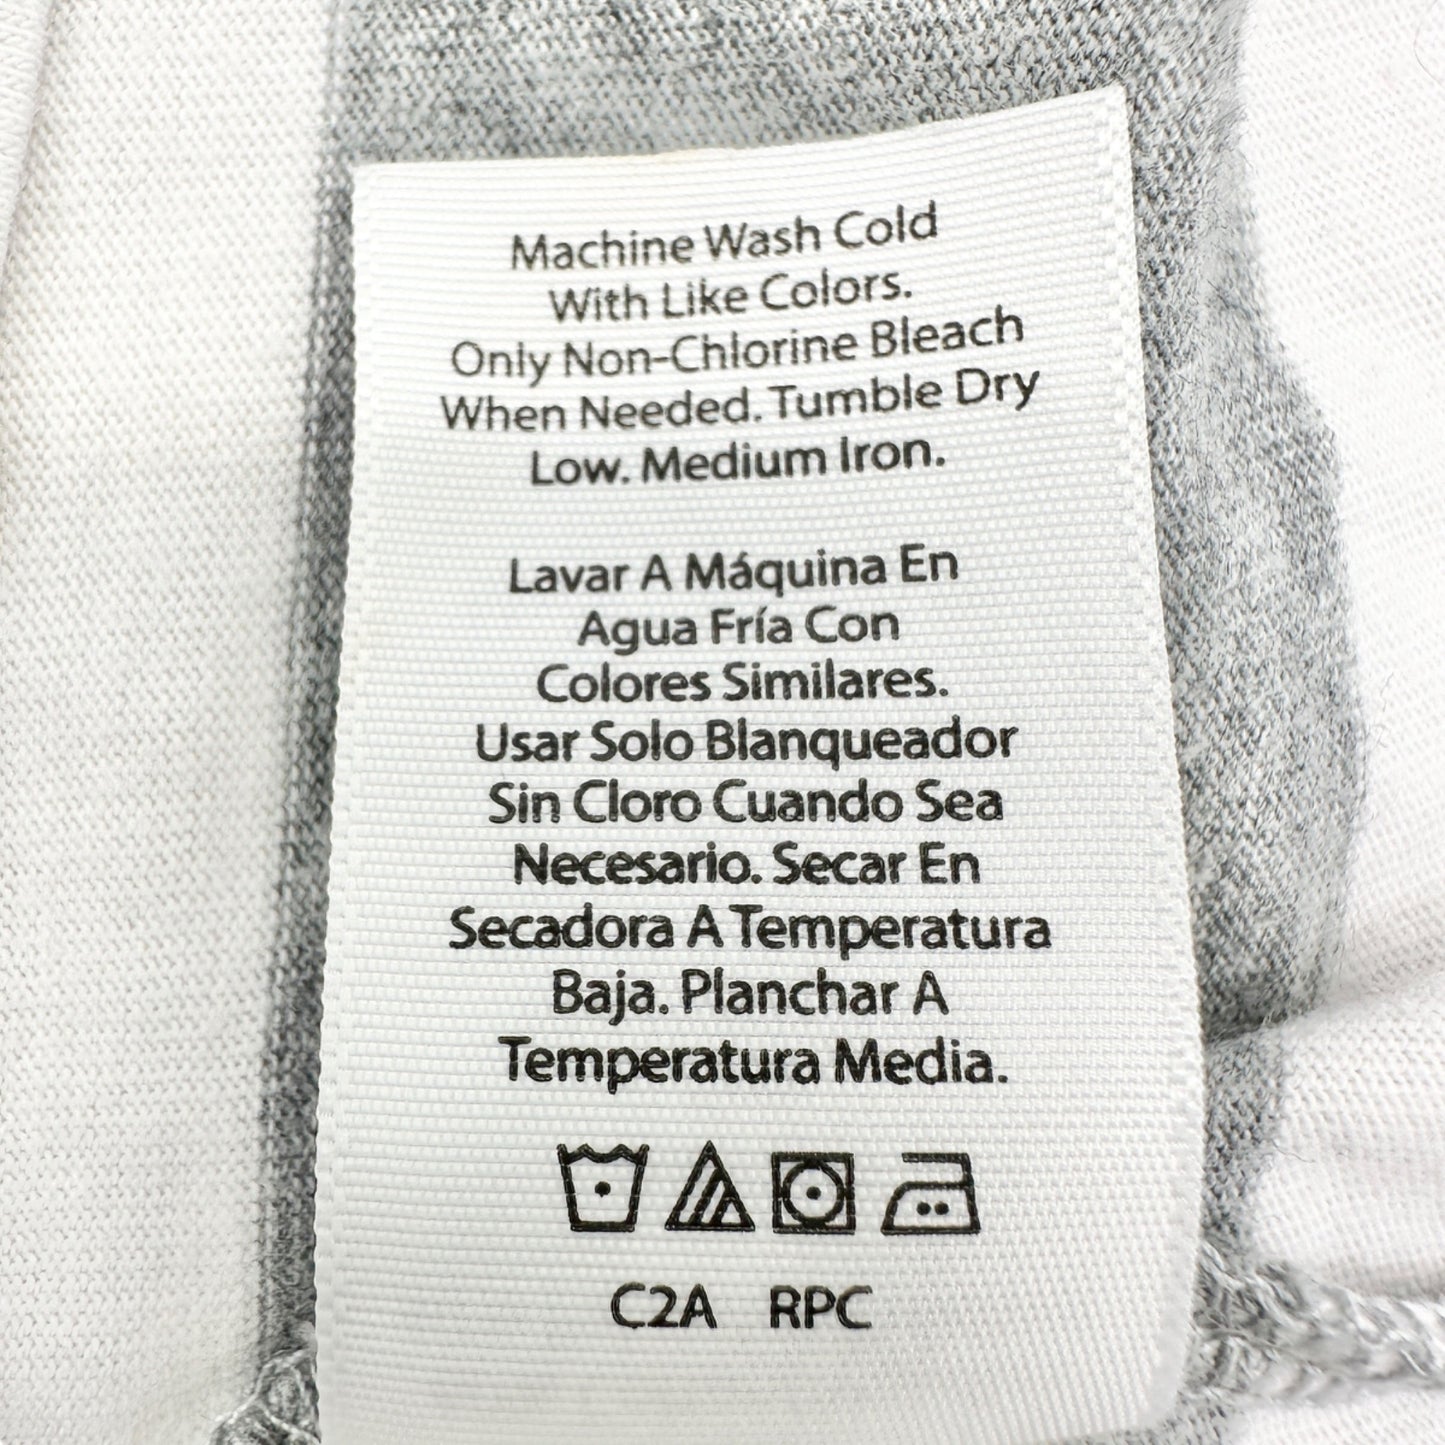 Machine Wash Cold
With Like Colors.
Only Non-Chlorine Bleach
When Needed. Tumble Dry
Low. Medium Iron.
Lavar A Máquina En
Agua Fría Con
Colores Similares.
Usar Solo Blanqueador
Sin Cloro Cuando Sea
Necesario. Secar En
Secadora A Temperatura
Baja. Planchar A
Temperatura Media.
C2A RPC